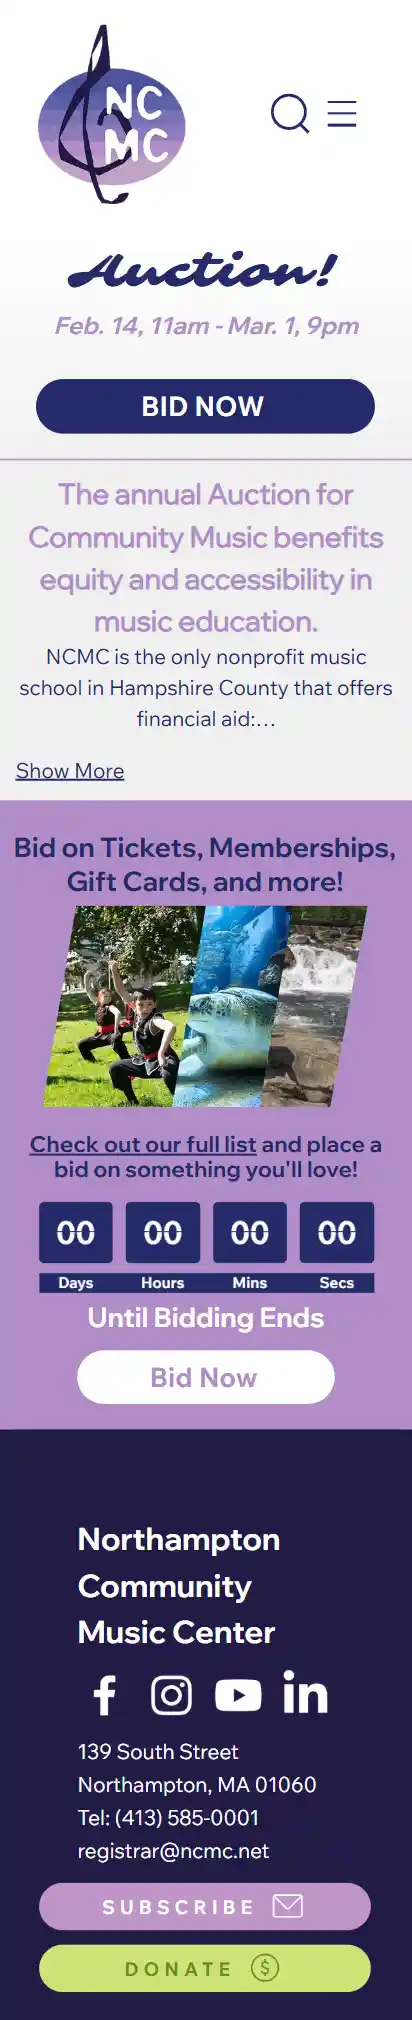 NC
MC
Auction!
Feb. 14, 11am - Mar. 1, 9pm
BID NOW
The annual Auction for
Community Music benefits
equity and accessibility in
music education.
NCMC is the only nonprofit music
school in Hampshire County that offers
financial aid:...
Show More
Bid on Tickets, Memberships,
Gift Cards, and more!
Check out our full list and place a
bid on something you'll love!
00 00 00 00
Days Hours Mins Secs
Until Bidding Ends
Bid Now
Northampton
Community
Music Center
139 South Street
Northampton, MA 01060
Tel: (413) 585-0001
registrar@ncmc.net
SUBSCRIBE
DONATE